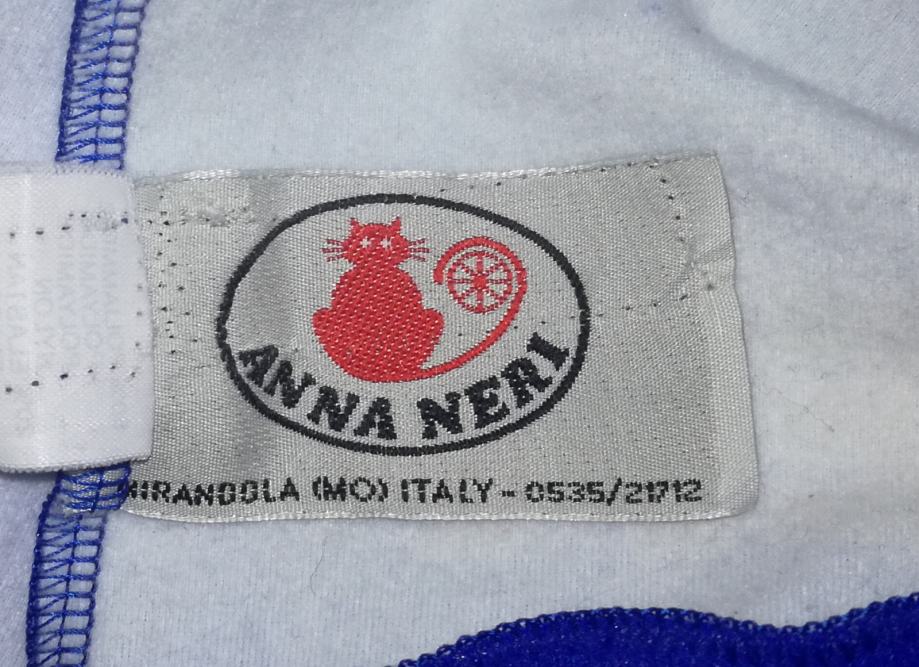 ANNA NERI
MIRANDOLA (MO) ITALY - 0535/21712